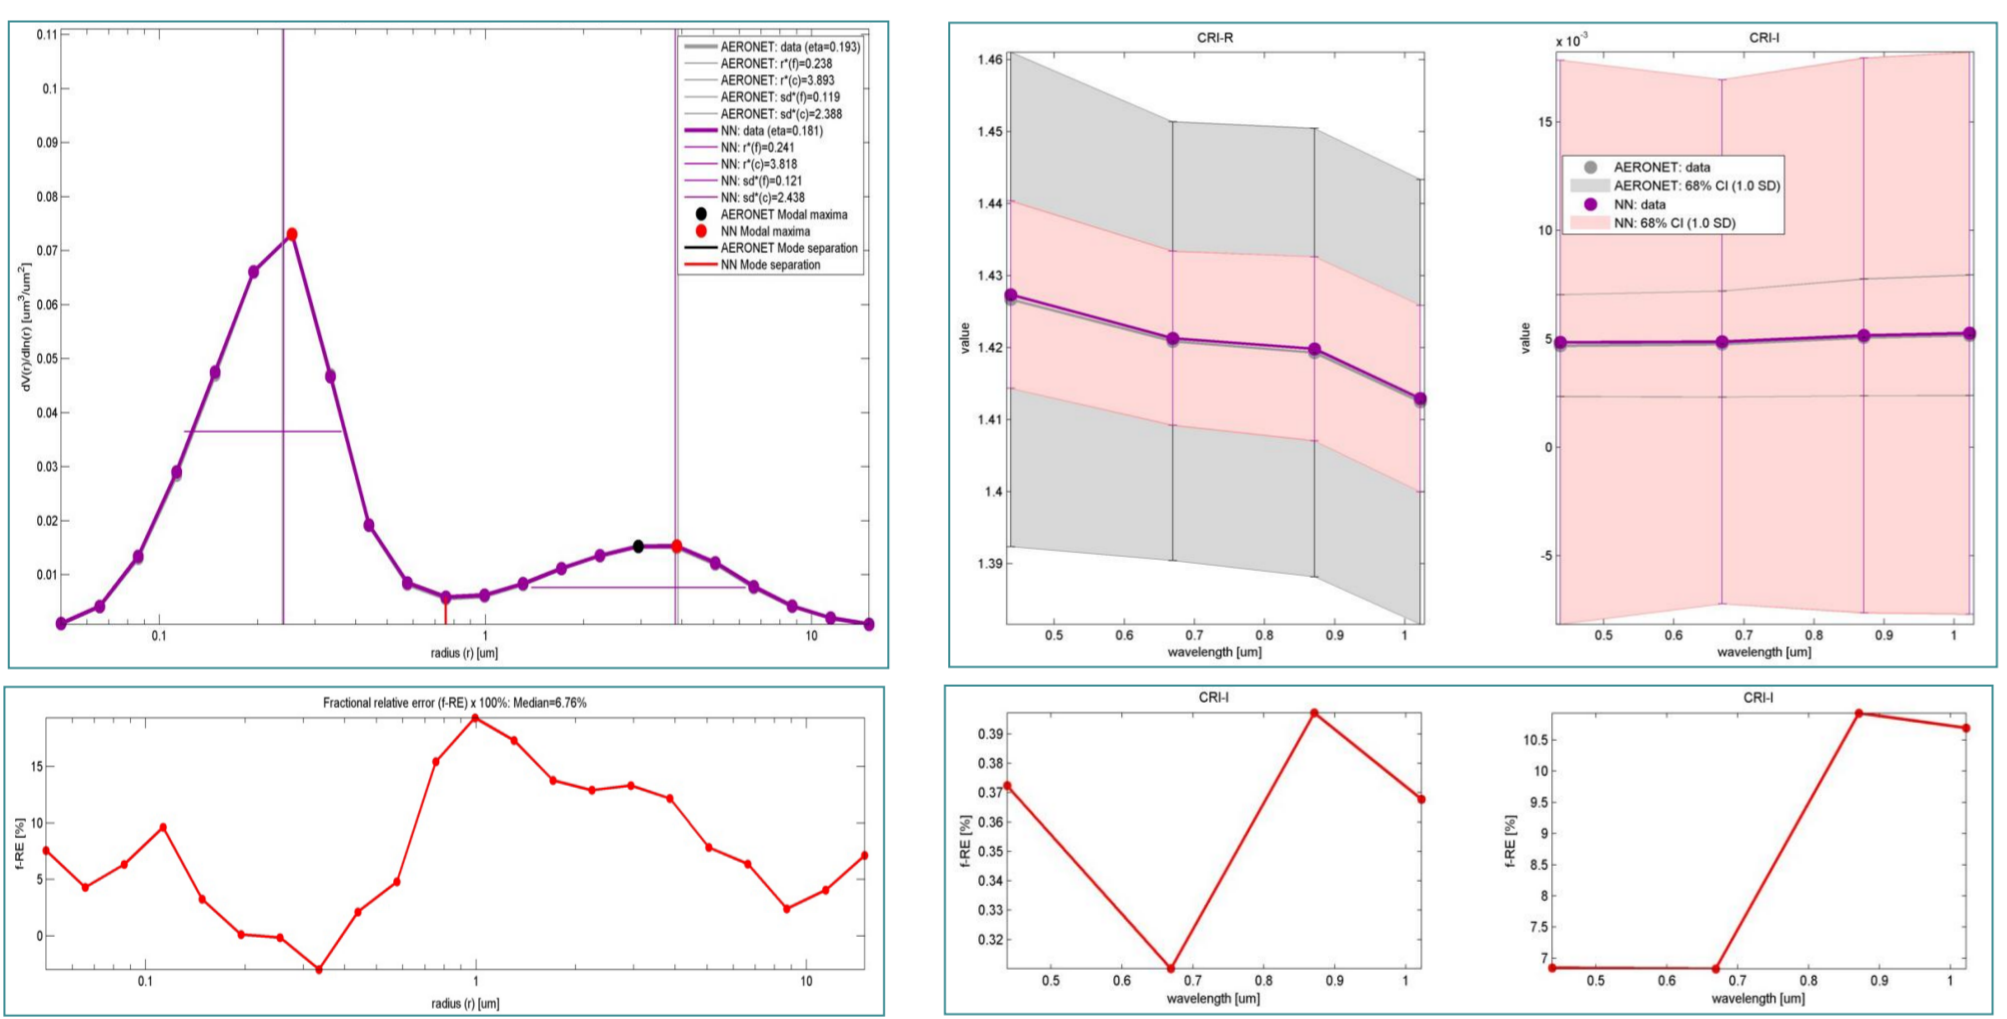 0.11
0.1
0.09
0.08
0.07
0.06
0.05
0.04
0.03
0.02
0.01
dV(r)/dln(r) [um³/um²]
0.1
1
10
radius (r) [um]
AERONET: data (eta=0.193)
AERONET: r*(f)=0.238
AERONET: r*(c)=3.893
AERONET: sd*(f)=0.119
AERONET: sd*(c)=2.388
NN: data (eta=0.181)
NN: r*(f)=0.241
NN: r*(c)=3.818
NN: sd*(f)=0.121
NN: sd*(c)=2.438
AERONET Modal maxima
NN Modal maxima
AERONET Mode separation
NN Mode separation
CRI-R
1.46
1.45
1.44
1.43
1.42
1.41
1.4
1.39
value
0.5
0.6
0.7
0.8
0.9
1
wavelength [um]
CRI-I
x 10⁻³
15
10
5
0
-5
value
AERONET: data
AERONET: 68% CI (1.0 SD)
NN: data
NN: 68% CI (1.0 SD)
0.5
0.6
0.7
0.8
0.9
1
wavelength [um]
Fractional relative error (f-RE) x 100%: Median=6.76%
15
10
5
0
f-RE [%]
0.1
1
10
radius (r) [um]
CRI-I
0.39
0.38
0.37
0.36
0.35
0.34
0.33
0.32
f-RE [%]
0.5
0.6
0.7
0.8
0.9
1
wavelength [um]
CRI-I
10.5
10
9.5
9
8.5
8
7.5
7
f-RE [%]
0.5
0.6
0.7
0.8
0.9
1
wavelength [um]